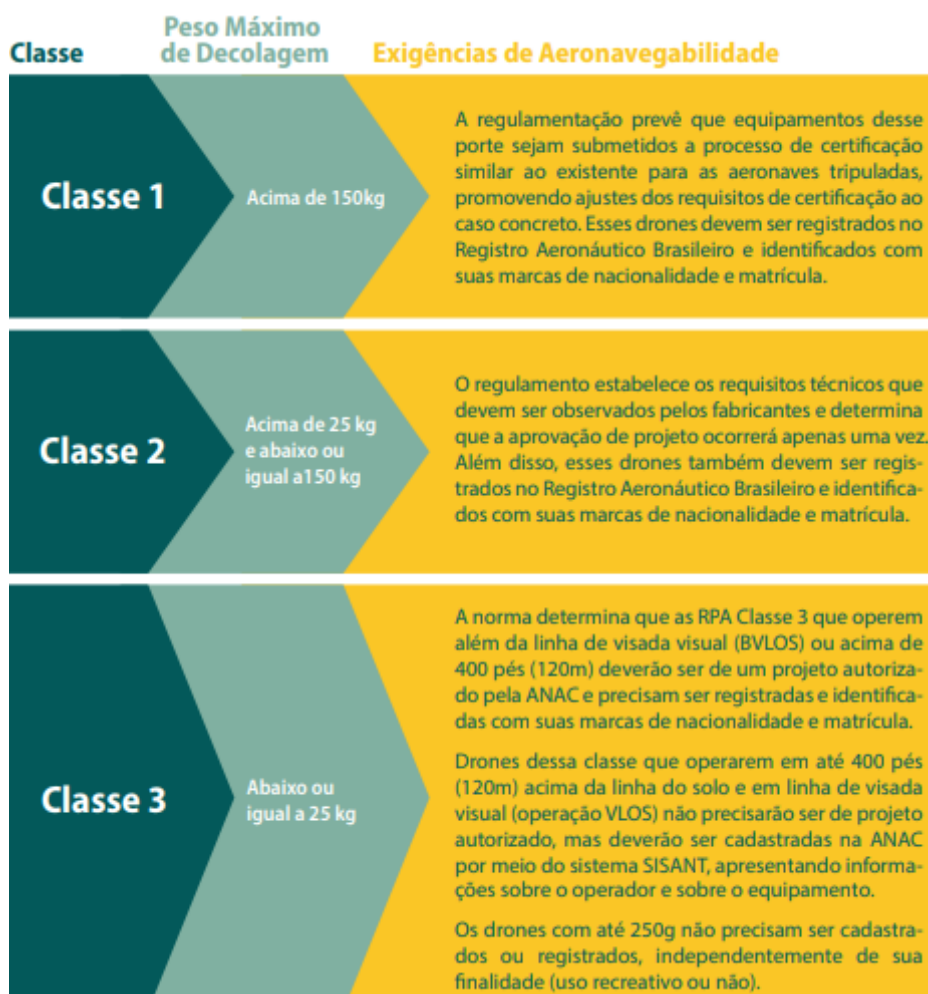 Classe
Peso Máximo
de Decolagem
Exigências de Aeronavegabilidade
Classe 1
Acima de 150kg
A regulamentação prevê que equipamentos desse
porte sejam submetidos a processo de certificação
similar ao existente para as aeronaves tripuladas,
promovendo ajustes dos requisitos de certificação ao
caso concreto. Esses drones devem ser registrados no
Registro Aeronáutico Brasileiro e identificados com
suas marcas de nacionalidade e matrícula.
Classe 2
Acima de 25 kg
e abaixo ou
igual a150 kg
O regulamento estabelece os requisitos técnicos que
devem ser observados pelos fabricantes e determina
que a aprovação de projeto ocorrerá apenas uma vez.
Além disso, esses drones também devem ser regis-
trados no Registro Aeronáutico Brasileiro e identifica-
dos com suas marcas de nacionalidade e matrícula.
Classe 3
Abaixo ou
igual a 25 kg
A norma determina que as RPA Classe 3 que operem
além da linha de visada visual (BVLOS) ou acima de
400 pés (120m) deverão ser de um projeto autoriza-
do pela ANAC e precisam ser registradas e identifica-
das com suas marcas de nacionalidade e matrícula.
Drones dessa classe que operarem em até 400 pés
(120m) acima da linha do solo e em linha de visada
visual (operação VLOS) não precisarão ser de projeto
autorizado, mas deverão ser cadastradas na ANAC
por meio do sistema SISANT, apresentando informa-
ções sobre o operador e sobre o equipamento.
Os drones com até 250g não precisam ser cadastra-
dos ou registrados, independentemente de sua
finalidade (uso recreativo ou não).